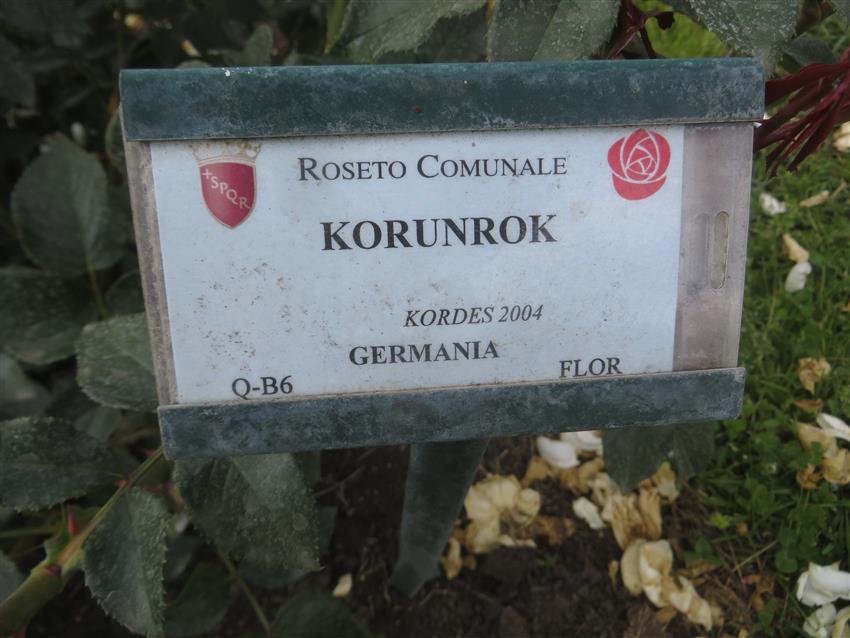 ROSETO COMUNALE
+SPQR
KORUNROK
KORDES 2004
GERMANIA
Q-B6 FLOR